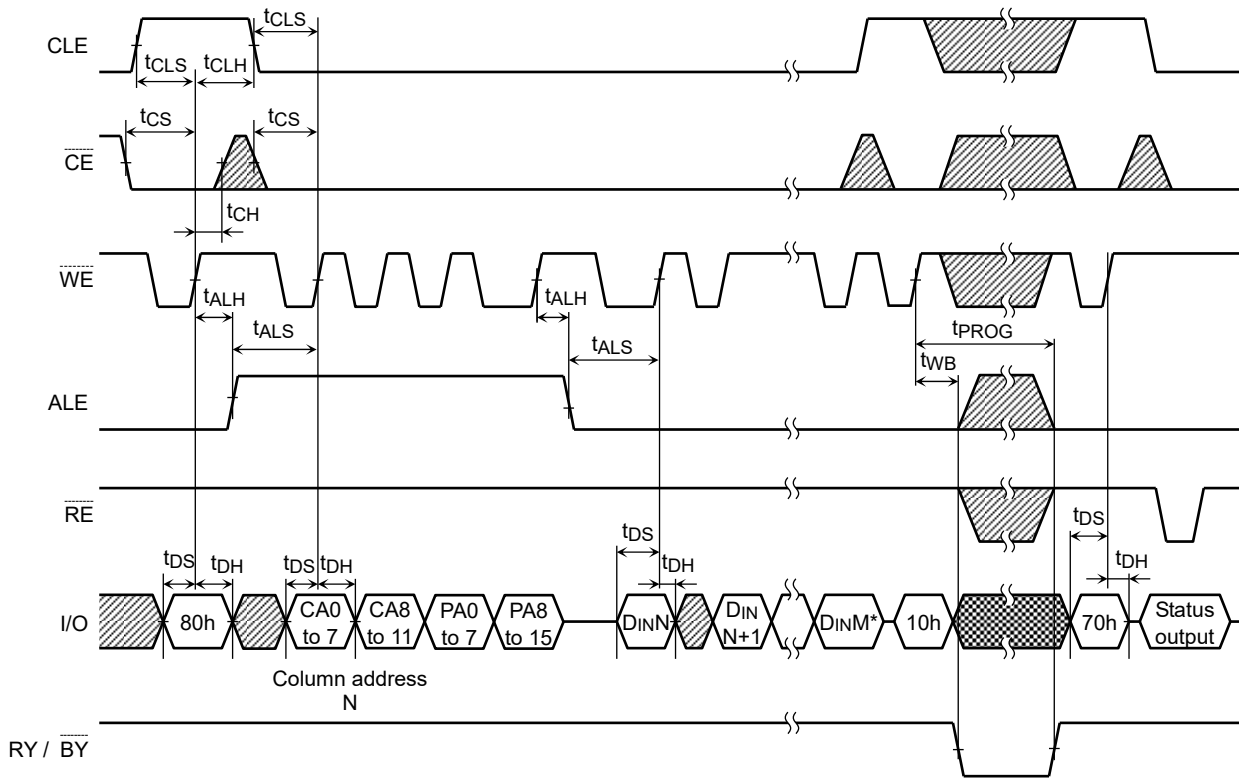 tCLS
CLE
tCLS tCLH
tCS tCS
CE
tCH
WE
tALH tALH
tALS tALS tPROG
tWB
ALE
RE
tDS tDS
tDS tDH tDS tDH tDH tDH
I/O 80h CA0 to 7 CA8 to 11 PA0 to 7 PA8 to 15 DINN DIN N+1 DINM* 10h 70h Status output
Column address
N
RY / BY